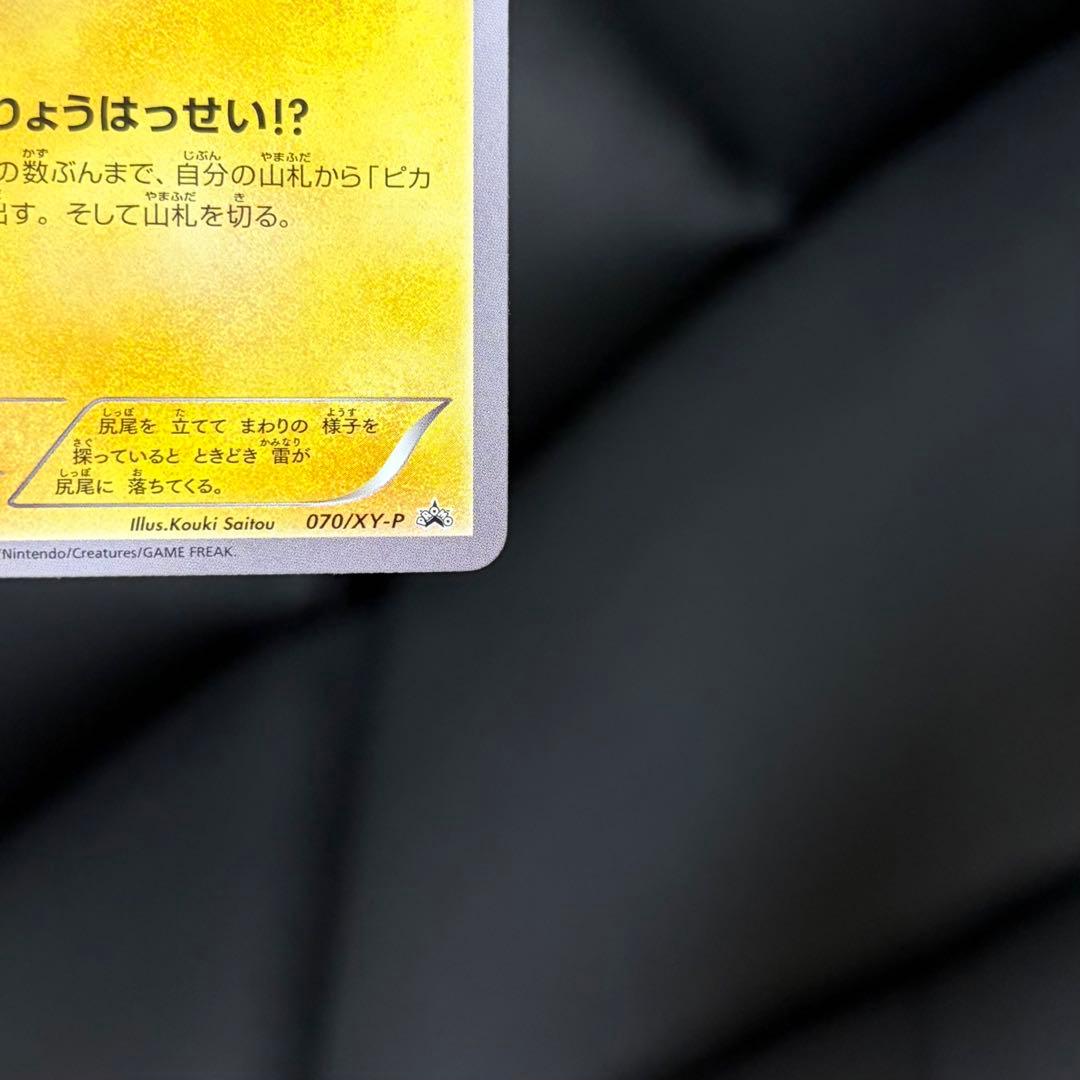 りょうはっせい!?
の数ぶんまで、自分の山札から「ピカ
出す。そして山札を切る。
尻尾を 立てて まわりの 様子を
探っていると ときどき 雷が
尻尾に 落ちてくる。
Illus.Kouki Saitou 070/XY-P PROMO
/Nintendo/Creatures/GAME FREAK.